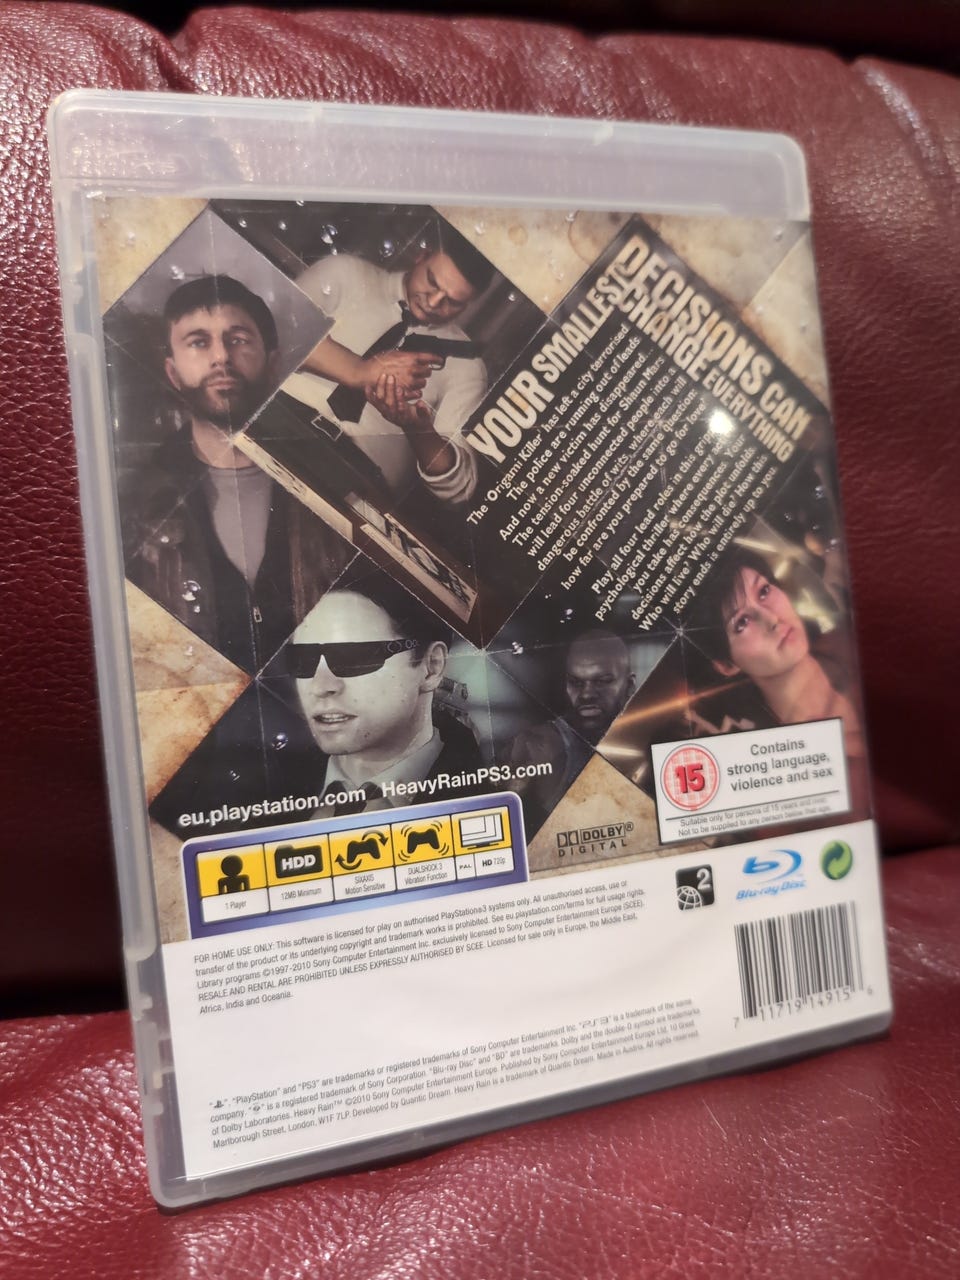 YOUR SMALLEST
DECISIONS CAN
CHANGE EVERYTHING
The 'Origami Killer' has left a city terrorised
The police are running out of leads
And now a new victim has disappeared...
The tension-soaked hunt for Shaun Mars
will lead four unconnected people into a
dangerous battle of wits, where each will
be confronted by the same question:
how far are you prepared to go for love?
Play all four lead roles in this
psychological thriller where every
you take has consequences. Your
decisions affect how the plot unfolds.
Who will live? Who will die? How this
story ends is entirely up to you.
eu.playstation.com HeavyRainPS3.com
15
Contains
strong language,
violence and sex
Suitable only for persons of 15 years and over.
Not to be supplied to any person below that age.
DOLBY®
DIGITAL
HDD
PAL
HD 720p
1 Player
12MB Minimum
SIXAXIS
Motion Sensitive
DUALSHOCK 3
Vibration Function
2
Blu-ray Disc
FOR HOME USE ONLY: This software is licensed for play on authorised PlayStation®3 systems only. All unauthorised access, use or
transfer of the product or its underlying copyright and trademark works is prohibited. See eu.playstation.com/terms for full usage rights.
Library programs ©1997-2010 Sony Computer Entertainment Inc. exclusively licensed to Sony Computer Entertainment Europe (SCEE).
RESALE AND RENTAL ARE PROHIBITED UNLESS EXPRESSLY AUTHORISED BY SCEE. Licensed for sale only in Europe, the Middle East,
Africa, India and Oceania.
7 11719 14915 6
"PlayStation" and "PS3" are trademarks or registered trademarks of Sony Computer Entertainment Inc. "PS3" is a trademark of the same
company. " " is a registered trademark of Sony Corporation. "Blu-ray Disc" and "BD" are trademarks. Dolby and the double-D symbol are trademarks
of Dolby Laboratories. Heavy Rain™ ©2010 Sony Computer Entertainment Europe. Published by Sony Computer Entertainment Europe Ltd. 10 Great
Marlborough Street, London, W1F 7LP. Developed by Quantic Dream. Heavy Rain is a trademark of Quantic Dream. Made in Austria. All rights reserved.